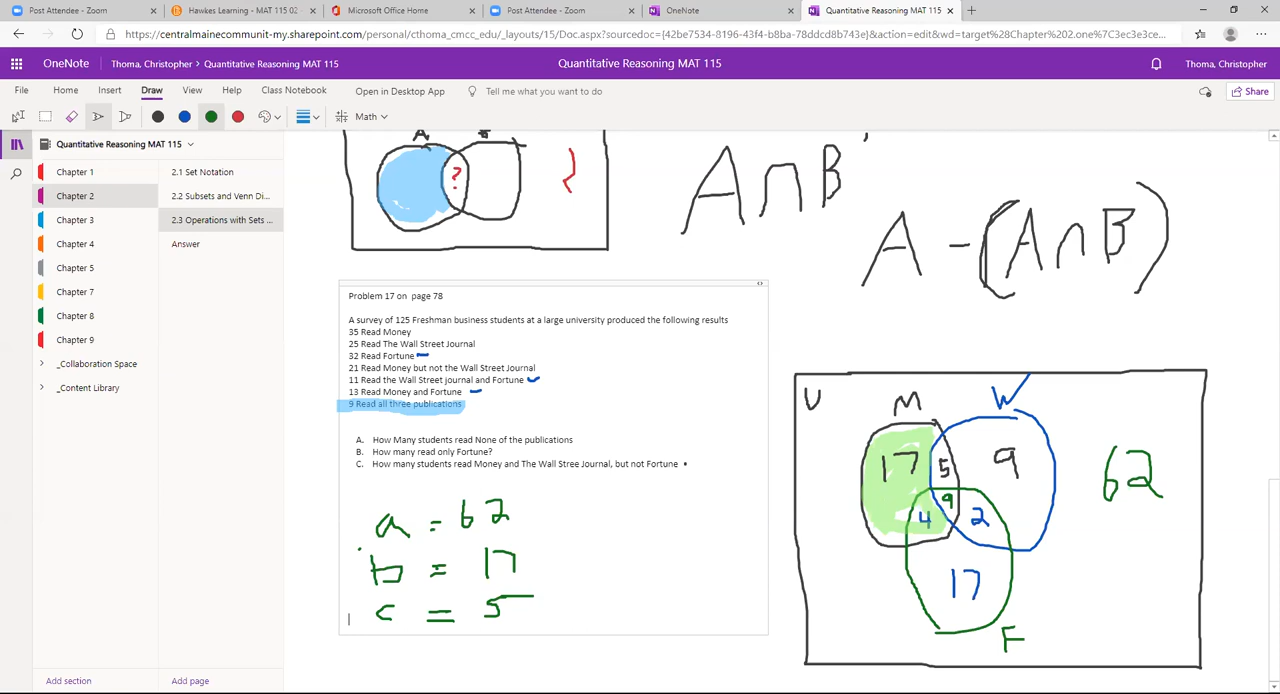 Post Attendee - Zoom
Hawkes Learning - MAT 115 02 -
Microsoft Office Home
Post Attendee - Zoom
OneNote
Quantitative Reasoning MAT 115
https://centralmainecommunit-my.sharepoint.com/personal/cthoma_cmcc_edu/_layouts/15/Doc.aspx?sourcedoc={42be7534-8196-43f4-b8ba-78ddcd8b743e}&action=edit&wd=target%28Chapter%202.one%7C3ec3e3ce...
OneNote
Thoma, Christopher > Quantitative Reasoning MAT 115
Quantitative Reasoning MAT 115
Thoma, Christopher
File Home Insert Draw View Help Class Notebook Open in Desktop App Tell me what you want to do
Share
Math
Quantitative Reasoning MAT 115
Chapter 1
Chapter 2
Chapter 3
Chapter 4
Chapter 5
Chapter 7
Chapter 8
Chapter 9
_Collaboration Space
_Content Library
Add section
2.1 Set Notation
2.2 Subsets and Venn Di...
2.3 Operations with Sets ...
Answer
Add page
A B
?
A∩B'
A - (A∩B)
Problem 17 on page 78
A survey of 125 Freshman business students at a large university produced the following results
35 Read Money
25 Read The Wall Street Journal
32 Read Fortune
21 Read Money but not the Wall Street Journal
11 Read the Wall Street journal and Fortune
13 Read Money and Fortune
9 Read all three publications
A. How Many students read None of the publications
B. How many read only Fortune?
C. How many students read Money and The Wall Stree Journal, but not Fortune
a = 62
b = 17
c = 5
U M W
17 5 9 62
9
4 2
17
F